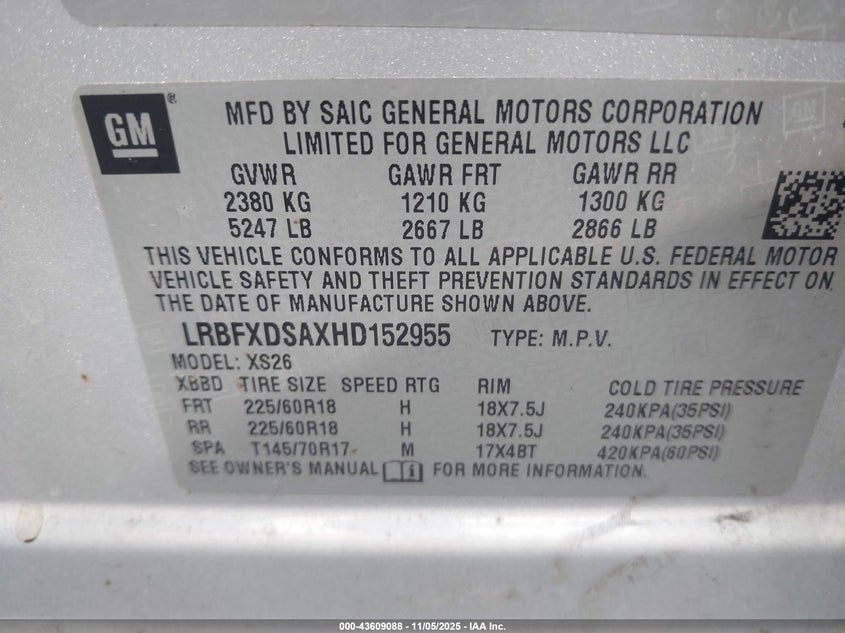 GM®
MFD BY SAIC GENERAL MOTORS CORPORATION
LIMITED FOR GENERAL MOTORS LLC
GVWR GAWR FRT GAWR RR
2380 KG 1210 KG 1300 KG
5247 LB 2667 LB 2866 LB
THIS VEHICLE CONFORMS TO ALL APPLICABLE U.S. FEDERAL MOTOR
VEHICLE SAFETY AND THEFT PREVENTION STANDARDS IN EFFECT ON
THE DATE OF MANUFACTURE SHOWN ABOVE.
LRBFXDSAXHD152955 TYPE: M.P.V.
MODEL: XS26
XBBD TIRE SIZE SPEED RTG RIM COLD TIRE PRESSURE
FRT 225/60R18 H 18X7.5J 240KPA(35PSI)
RR 225/60R18 H 18X7.5J 240KPA(35PSI)
SPA T145/70R17 M 17X4BT 420KPA(60PSI)
SEE OWNER'S MANUAL FOR MORE INFORMATION.
000-43609088 - 11/05/2025 - IAA Inc.